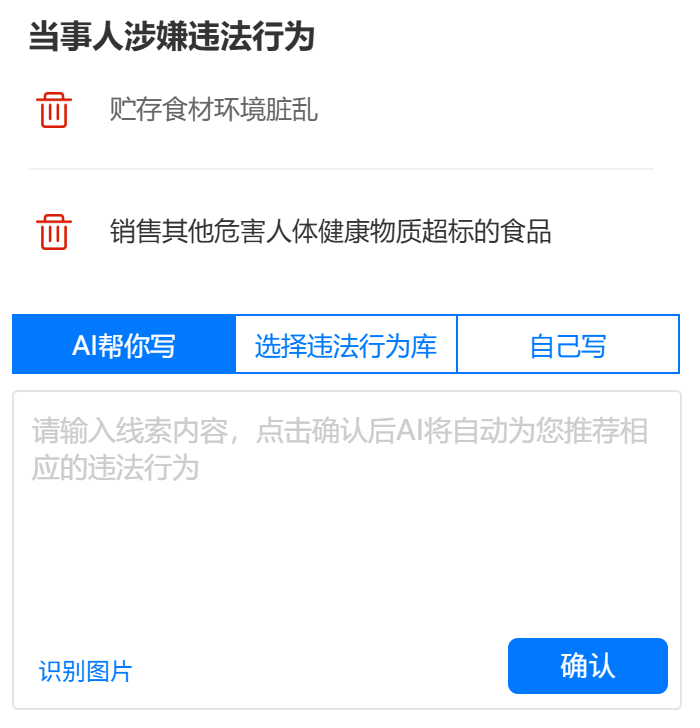 当事人涉嫌违法行为
贮存食材环境脏乱
销售其他危害人体健康物质超标的食品
AI帮你写
选择违法行为库
自己写
请输入线索内容，点击确认后AI将自动为您推荐相
应的违法行为
识别图片
确认